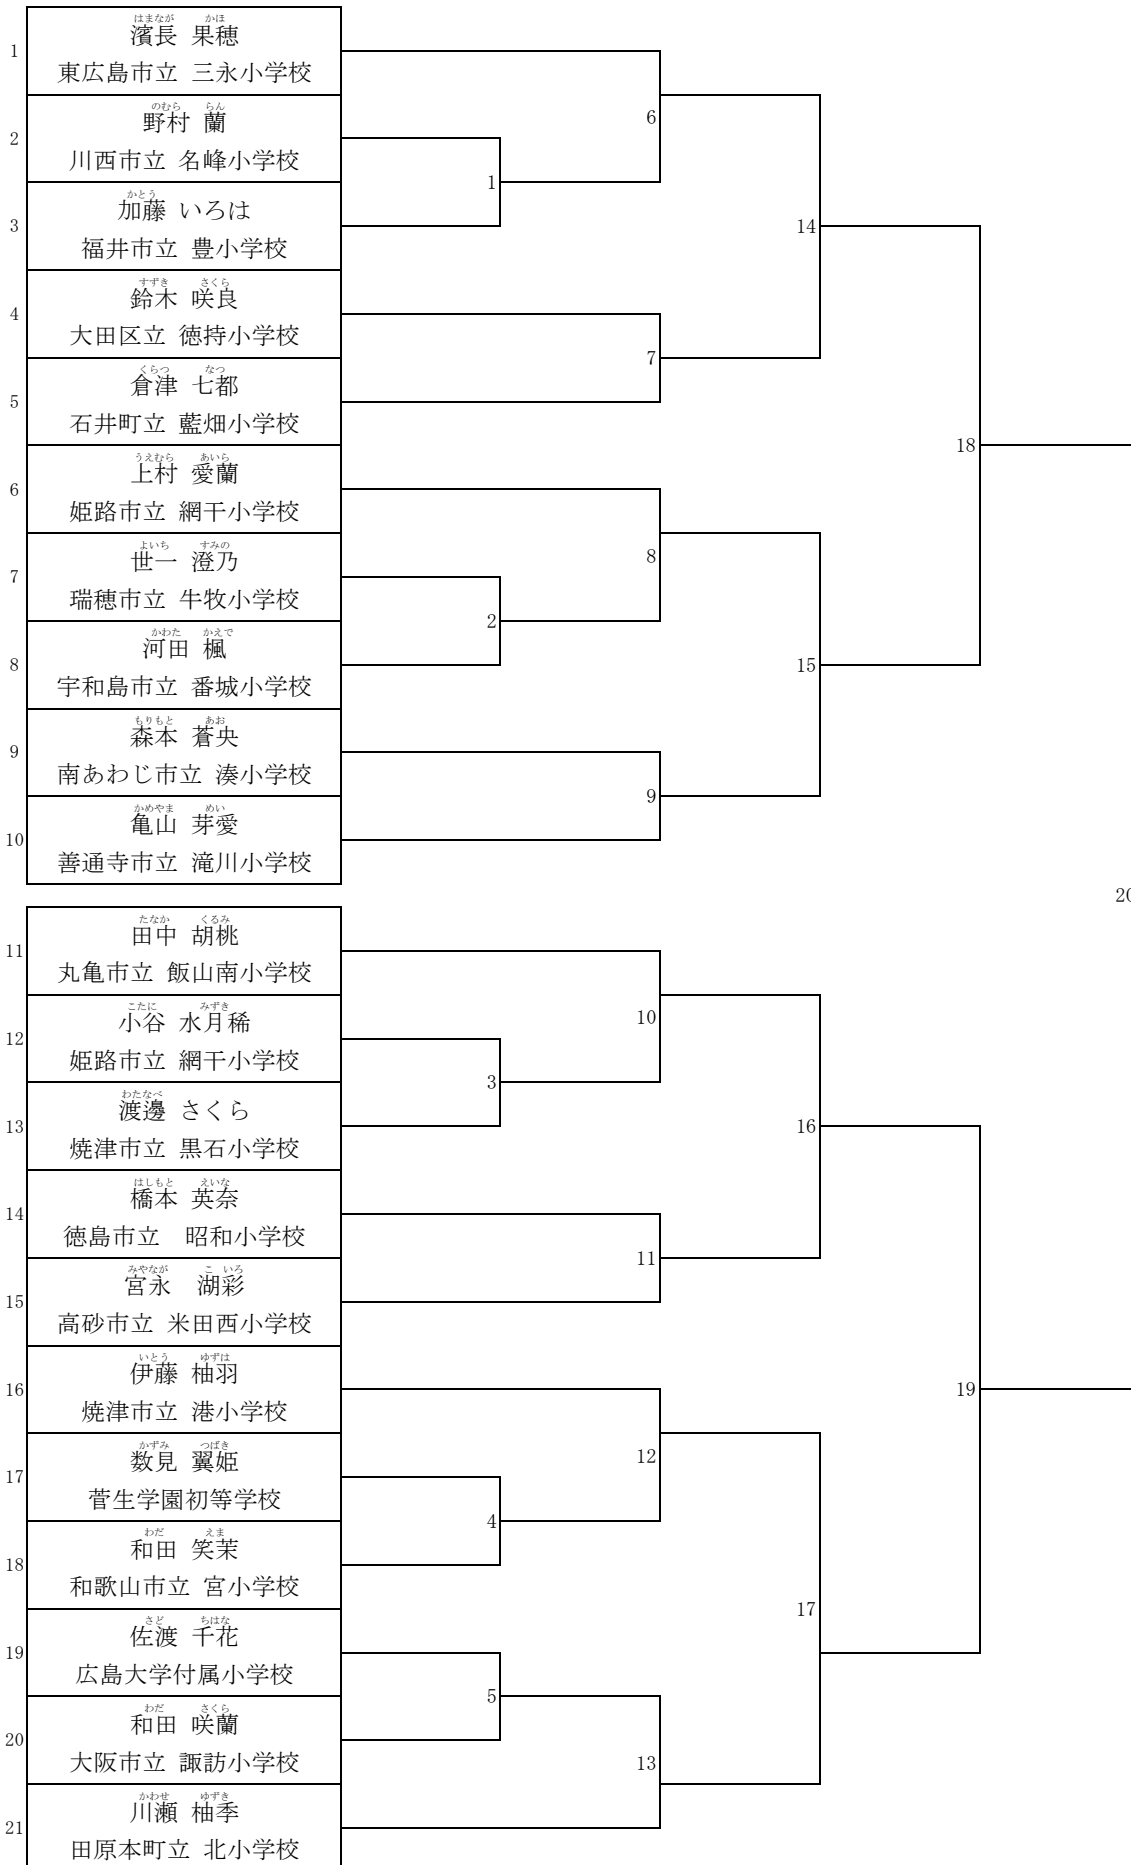 はまなが かほ
1 濱長 果穂
東広島市立 三永小学校
のむら らん
2 野村 蘭
川西市立 名峰小学校
かとう
3 加藤 いろは
福井市立 豊小学校
すずき さくら
4 鈴木 咲良
大田区立 徳持小学校
くらつ なつ
5 倉津 七都
石井町立 藍畑小学校
うえむら あいら
6 上村 愛蘭
姫路市立 網干小学校
よいち すみの
7 世一 澄乃
瑞穂市立 牛牧小学校
かわた かえで
8 河田 楓
宇和島市立 番城小学校
もりもと あお
9 森本 蒼央
南あわじ市立 湊小学校
かめやま めい
10 亀山 芽愛
善通寺市立 滝川小学校
たなか くるみ
11 田中 胡桃
丸亀市立 飯山南小学校
こたに みずき
12 小谷 水月稀
姫路市立 網干小学校
わたなべ
13 渡邊 さくら
焼津市立 黒石小学校
はしもと えいな
14 橋本 英奈
徳島市立 昭和小学校
みやなが こ いろ
15 宮永 湖彩
高砂市立 米田西小学校
いとう ゆずは
16 伊藤 柚羽
焼津市立 港小学校
かずみ つばき
17 数見 翼姫
菅生学園初等学校
わだ えま
18 和田 笑茉
和歌山市立 宮小学校
さど ちはな
19 佐渡 千花
広島大学付属小学校
わだ さくら
20 和田 咲蘭
大阪市立 諏訪小学校
かわせ ゆずき
21 川瀬 柚季
田原本町立 北小学校
1
2
3
4
5
6
7
8
9
10
11
12
13
14
15
16
17
18
19
20